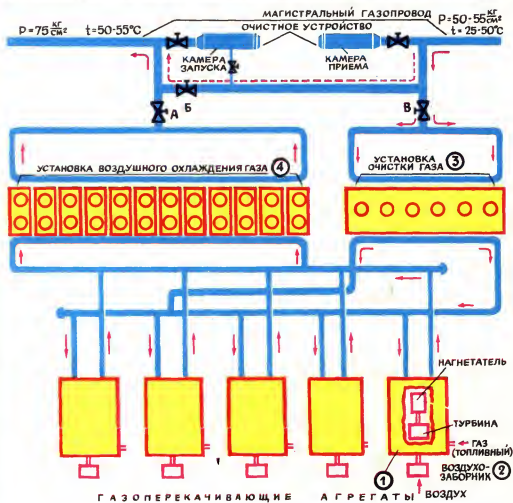 МАГИСТРАЛЬНЫЙ ГАЗОПРОВОД
P=75 кг/см² t=50-55°C
ОЧИСТНОЕ УСТРОЙСТВО
P=50-55 кг/см²
t=25-50°C
КАМЕРА
ЗАПУСКА
КАМЕРА
ПРИЕМА
А
Б
В
УСТАНОВКА ВОЗДУШНОГО ОХЛАЖДЕНИЯ ГАЗА 4
УСТАНОВКА
ОЧИСТКИ ГАЗА 3
НАГНЕТАТЕЛЬ
ТУРБИНА
ГАЗ
(ТОПЛИВНЫЙ)
1
ВОЗДУХО-
ЗАБОРНИК 2
ВОЗДУХ
ГАЗОПЕРЕКАЧИВАЮЩИЕ АГРЕГАТЫ